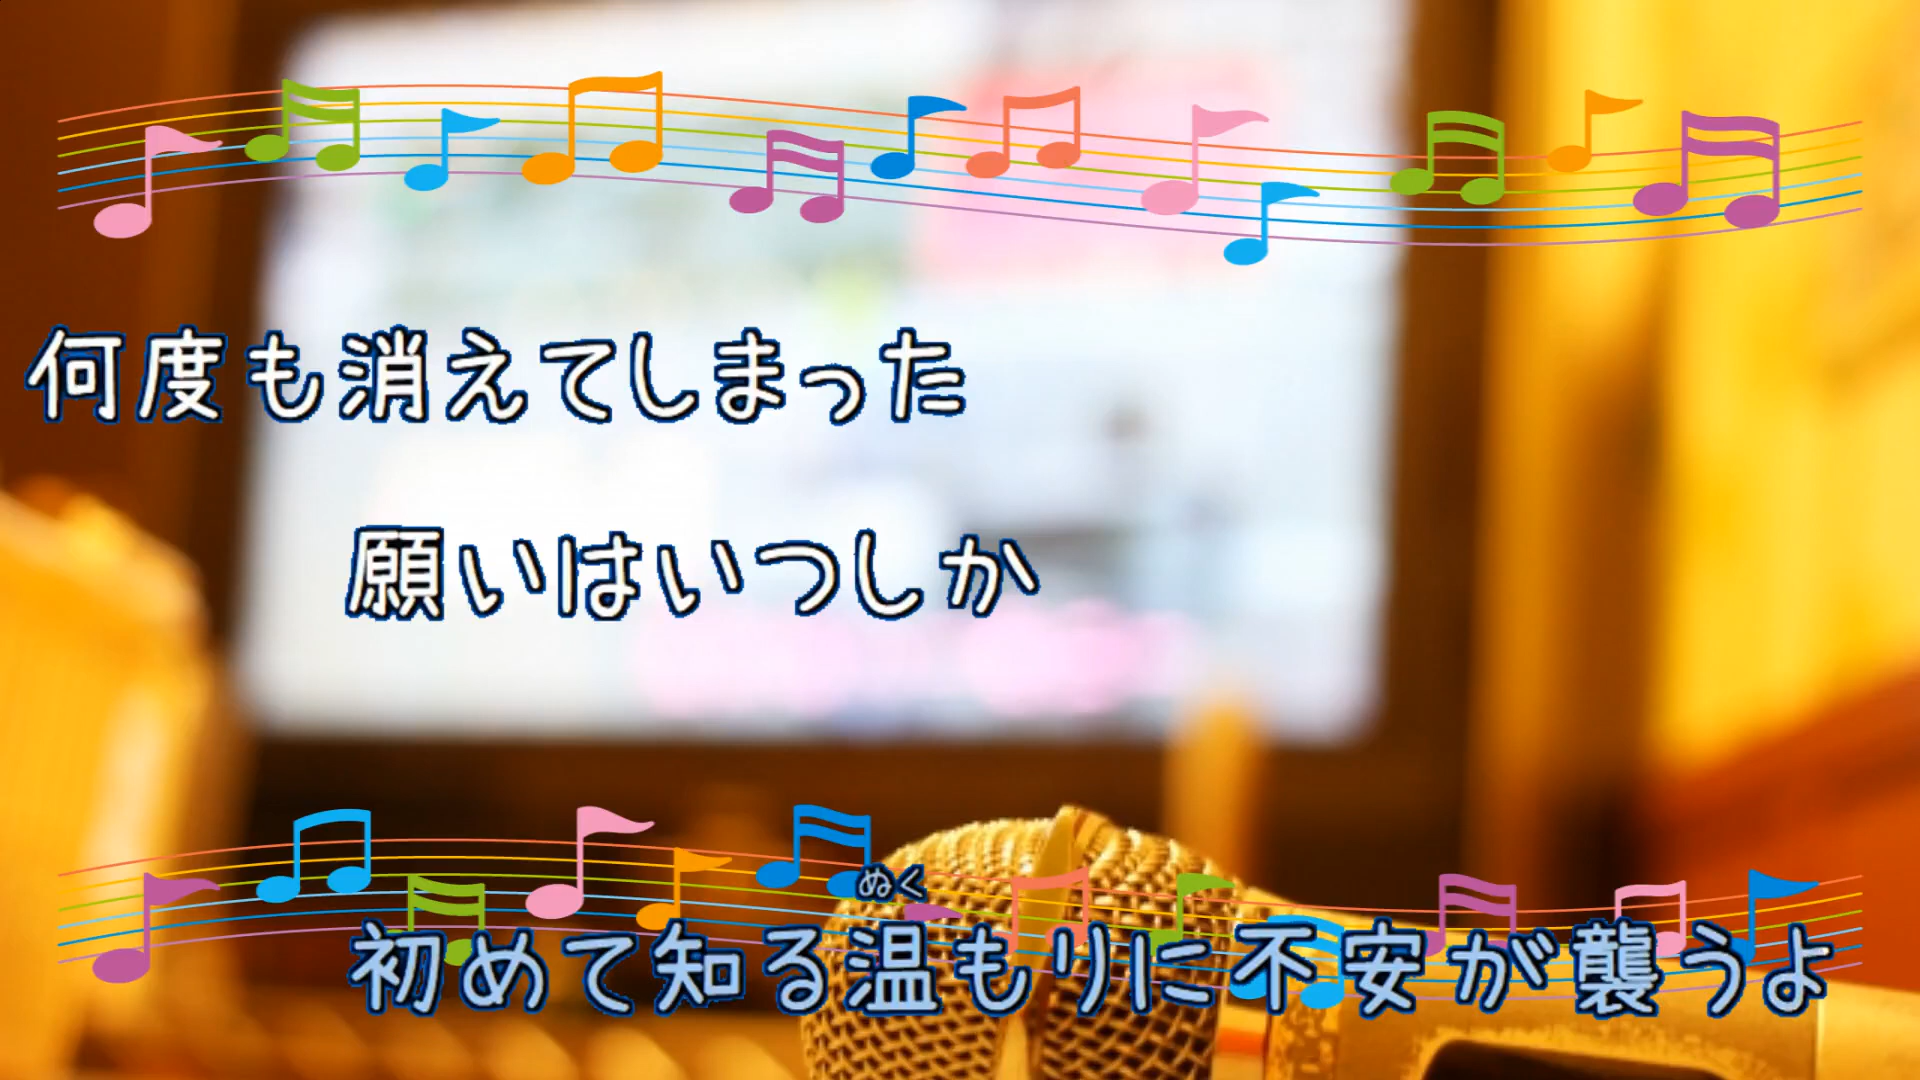 何度も消えてしまった
願いはいつしか
ぬく
初めて知る温もりに不安が襲うよ